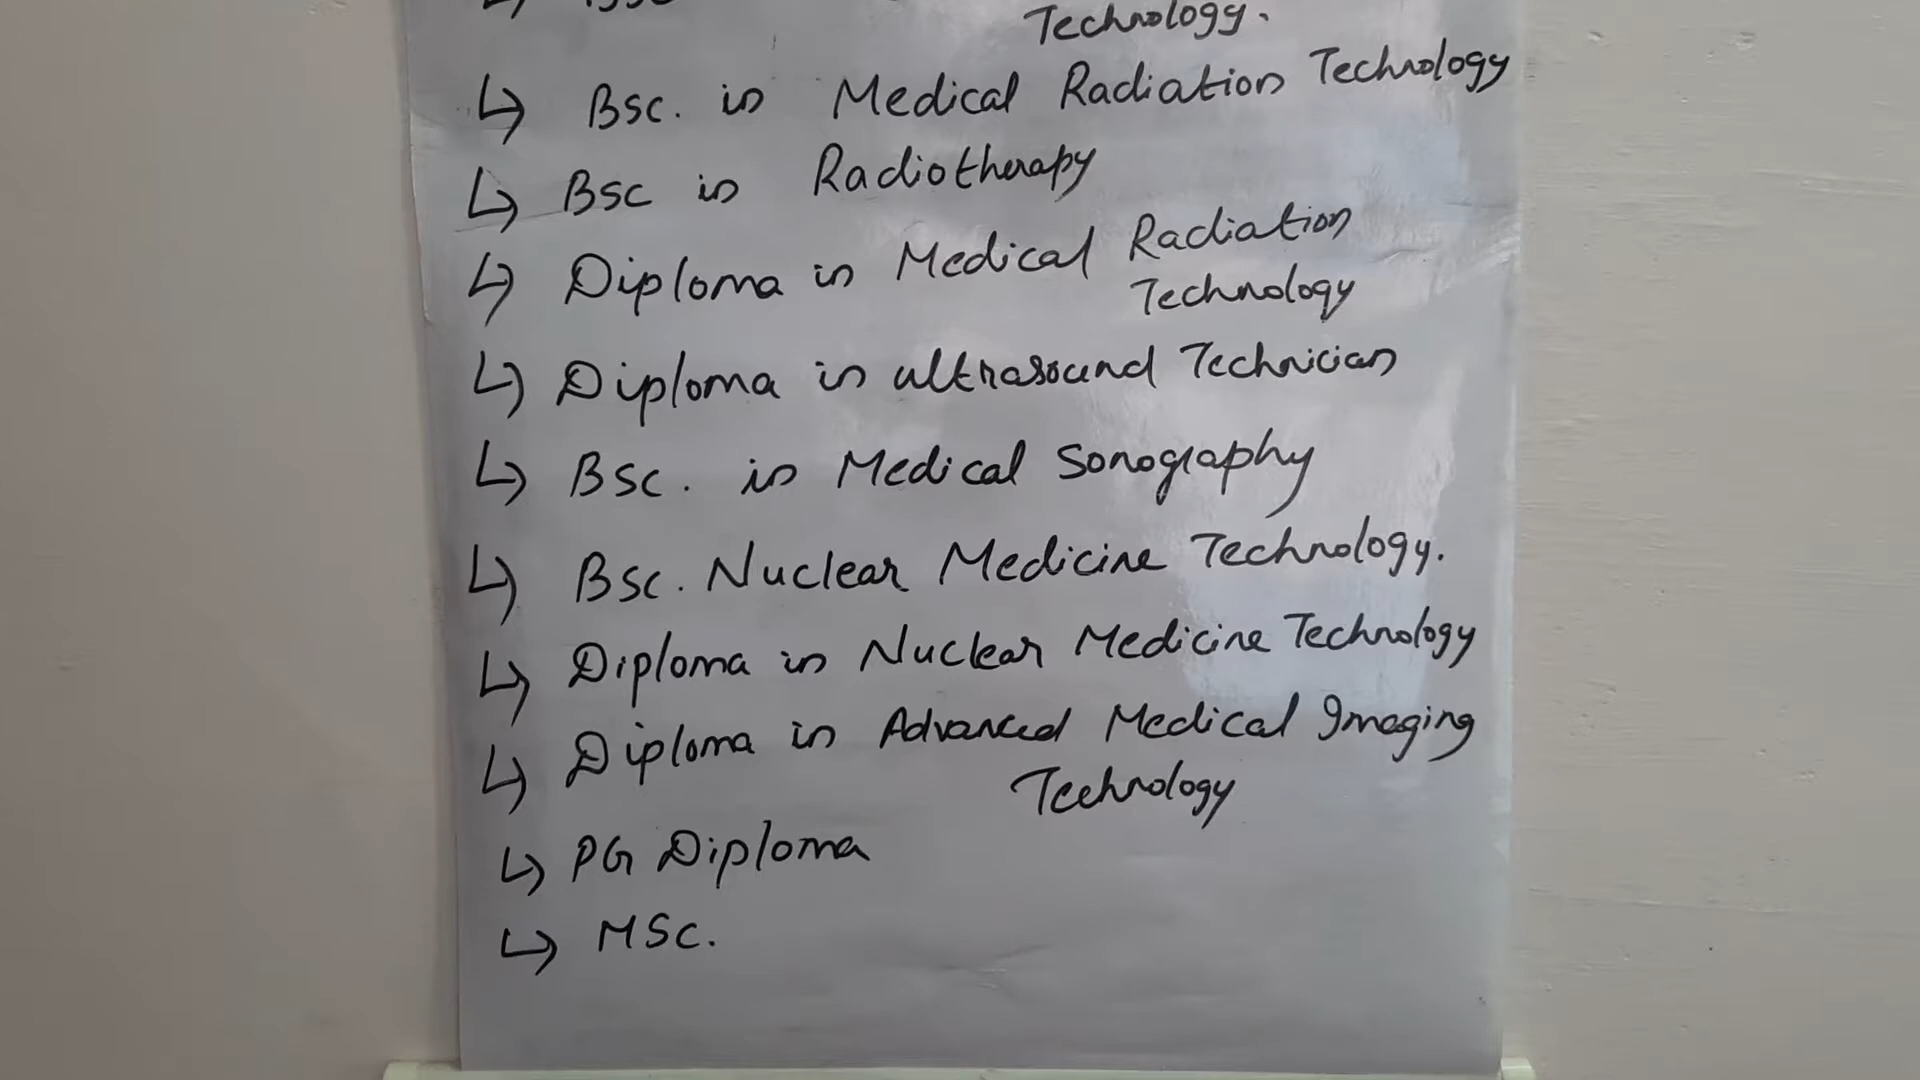 Technology.
↳ BSC. in Medical Radiation Technology
↳ BSC in Radiotherapy
↳ Diploma in Medical Radiation
Technology
↳ Diploma in ultrasound Technician
↳ BSC. in Medical Sonography
↳ BSC. Nuclear Medicine Technology.
↳ Diploma in Nuclear Medicine Technology
↳ Diploma in Advanced Medical Imaging
Technology
↳ PG Diploma
↳ MSC.